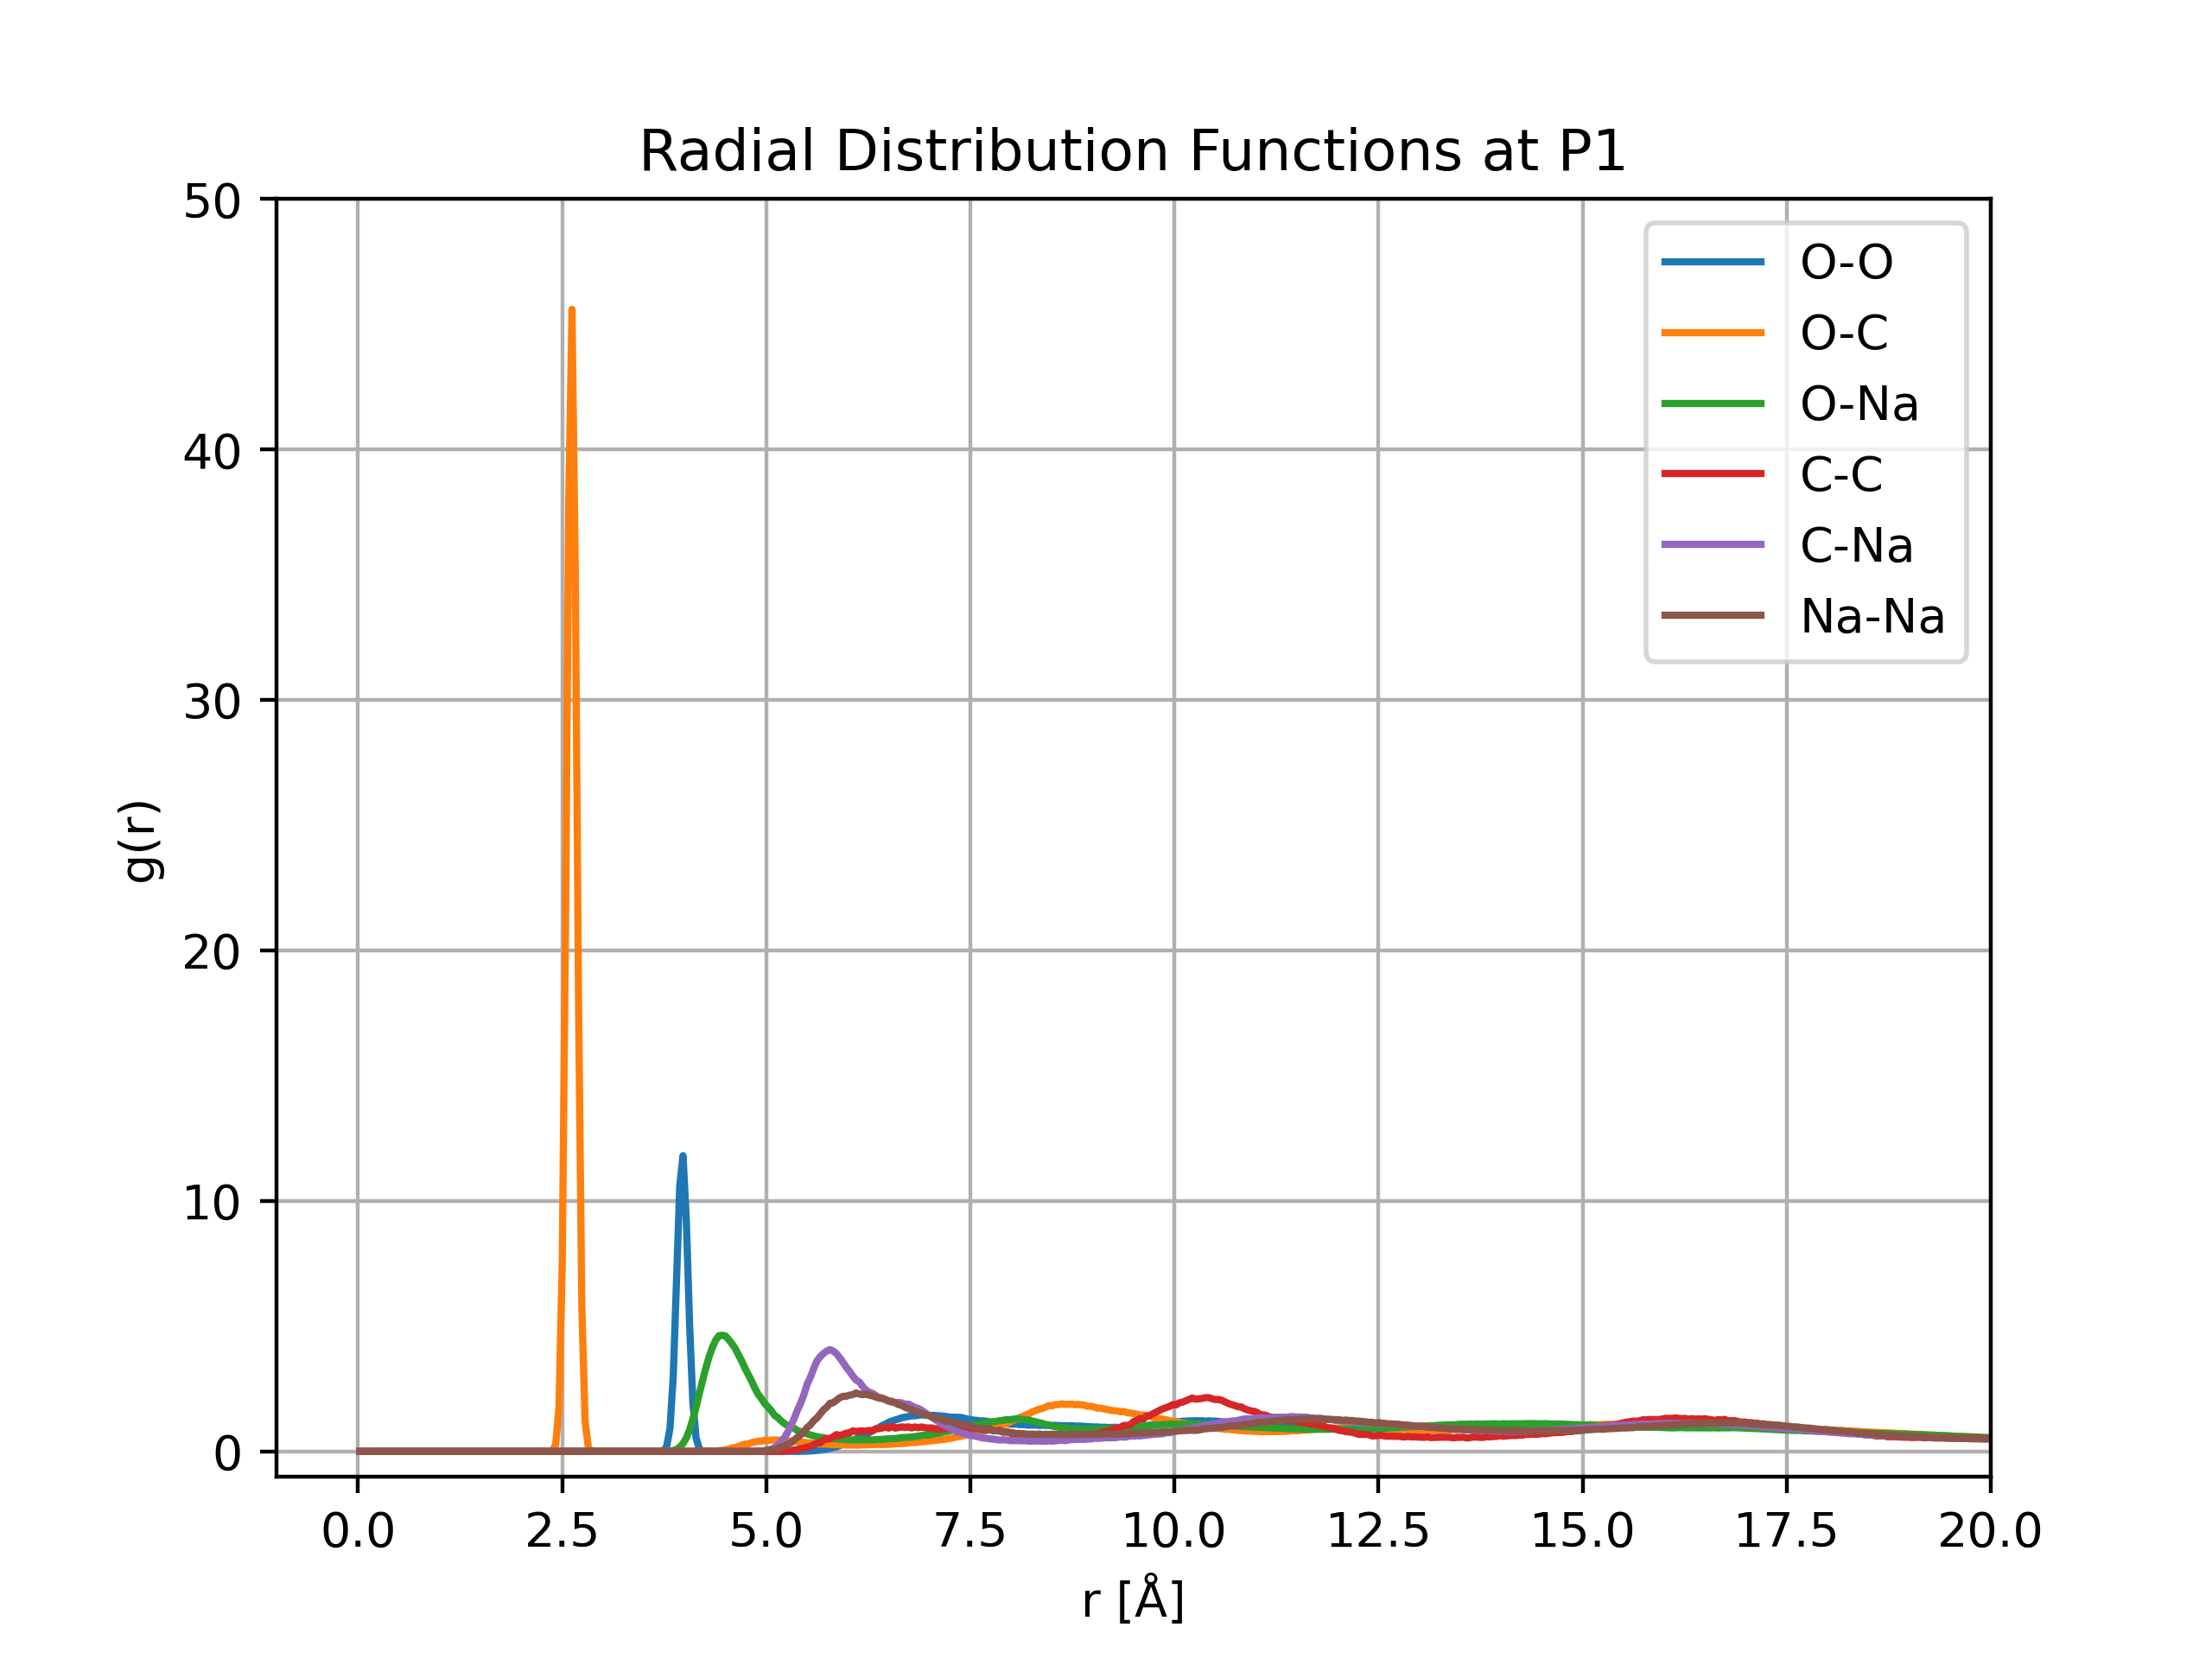 Radial Distribution Functions at P1
50
40
30
20
10
0
g(r)
O-O
O-C
O-Na
C-C
C-Na
Na-Na
0.0 2.5 5.0 7.5 10.0 12.5 15.0 17.5 20.0
r [Å]